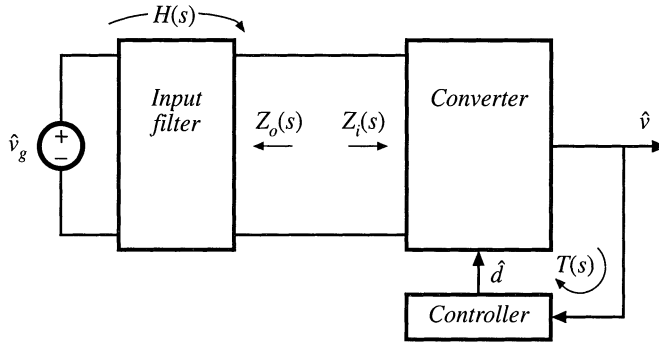 H(s)
Input
filter
Converter
Z_o(s)
Z_i(s)
v̂_g
+
−
v̂
d̂
T(s)
Controller